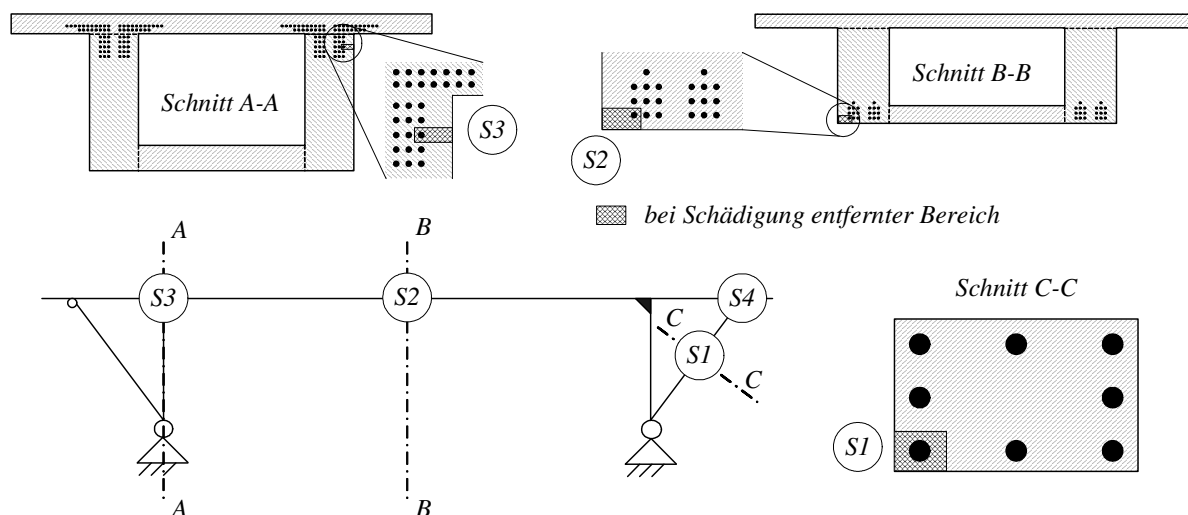 Schnitt A-A
S3
Schnitt B-B
S2
bei Schädigung entfernter Bereich
A
B
S3
S2
S4
C
S1
C
A
B
Schnitt C-C
S1